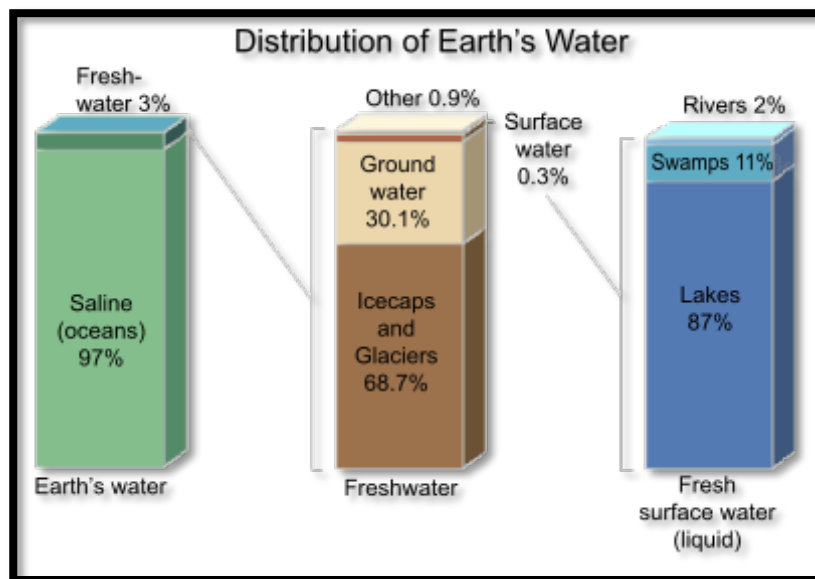 Distribution of Earth's Water
Fresh-
water 3%
Saline
(oceans)
97%
Earth's water
Other 0.9%
Surface
water
0.3%
Ground
water
30.1%
Icecaps
and
Glaciers
68.7%
Freshwater
Rivers 2%
Swamps 11%
Lakes
87%
Fresh
surface water
(liquid)